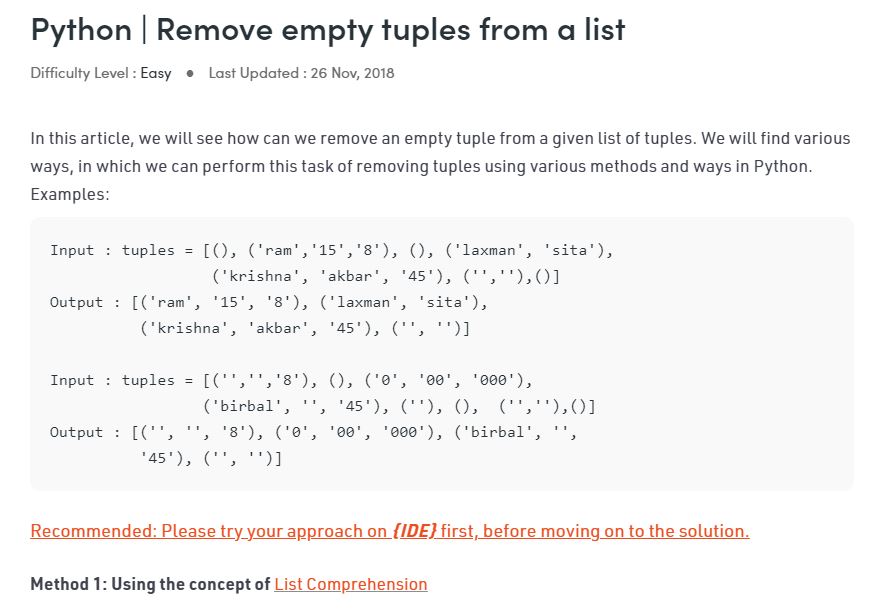 Python | Remove empty tuples from a list
Difficulty Level : Easy ● Last Updated : 26 Nov, 2018
In this article, we will see how can we remove an empty tuple from a given list of tuples. We will find various
ways, in which we can perform this task of removing tuples using various methods and ways in Python.
Examples:
Input : tuples = [(), ('ram','15','8'), (), ('laxman', 'sita'),
('krishna', 'akbar', '45'), ('',''),()]
Output : [('ram', '15', '8'), ('laxman', 'sita'),
('krishna', 'akbar', '45'), ('', '')]
Input : tuples = [('','','8'), (), ('0', '00', '000'),
('birbal', '', '45'), (''), (),  ('',''),()]
Output : [('', '', '8'), ('0', '00', '000'), ('birbal', '',
'45'), ('', '')]
Recommended: Please try your approach on {IDE} first, before moving on to the solution.
Method 1: Using the concept of List Comprehension